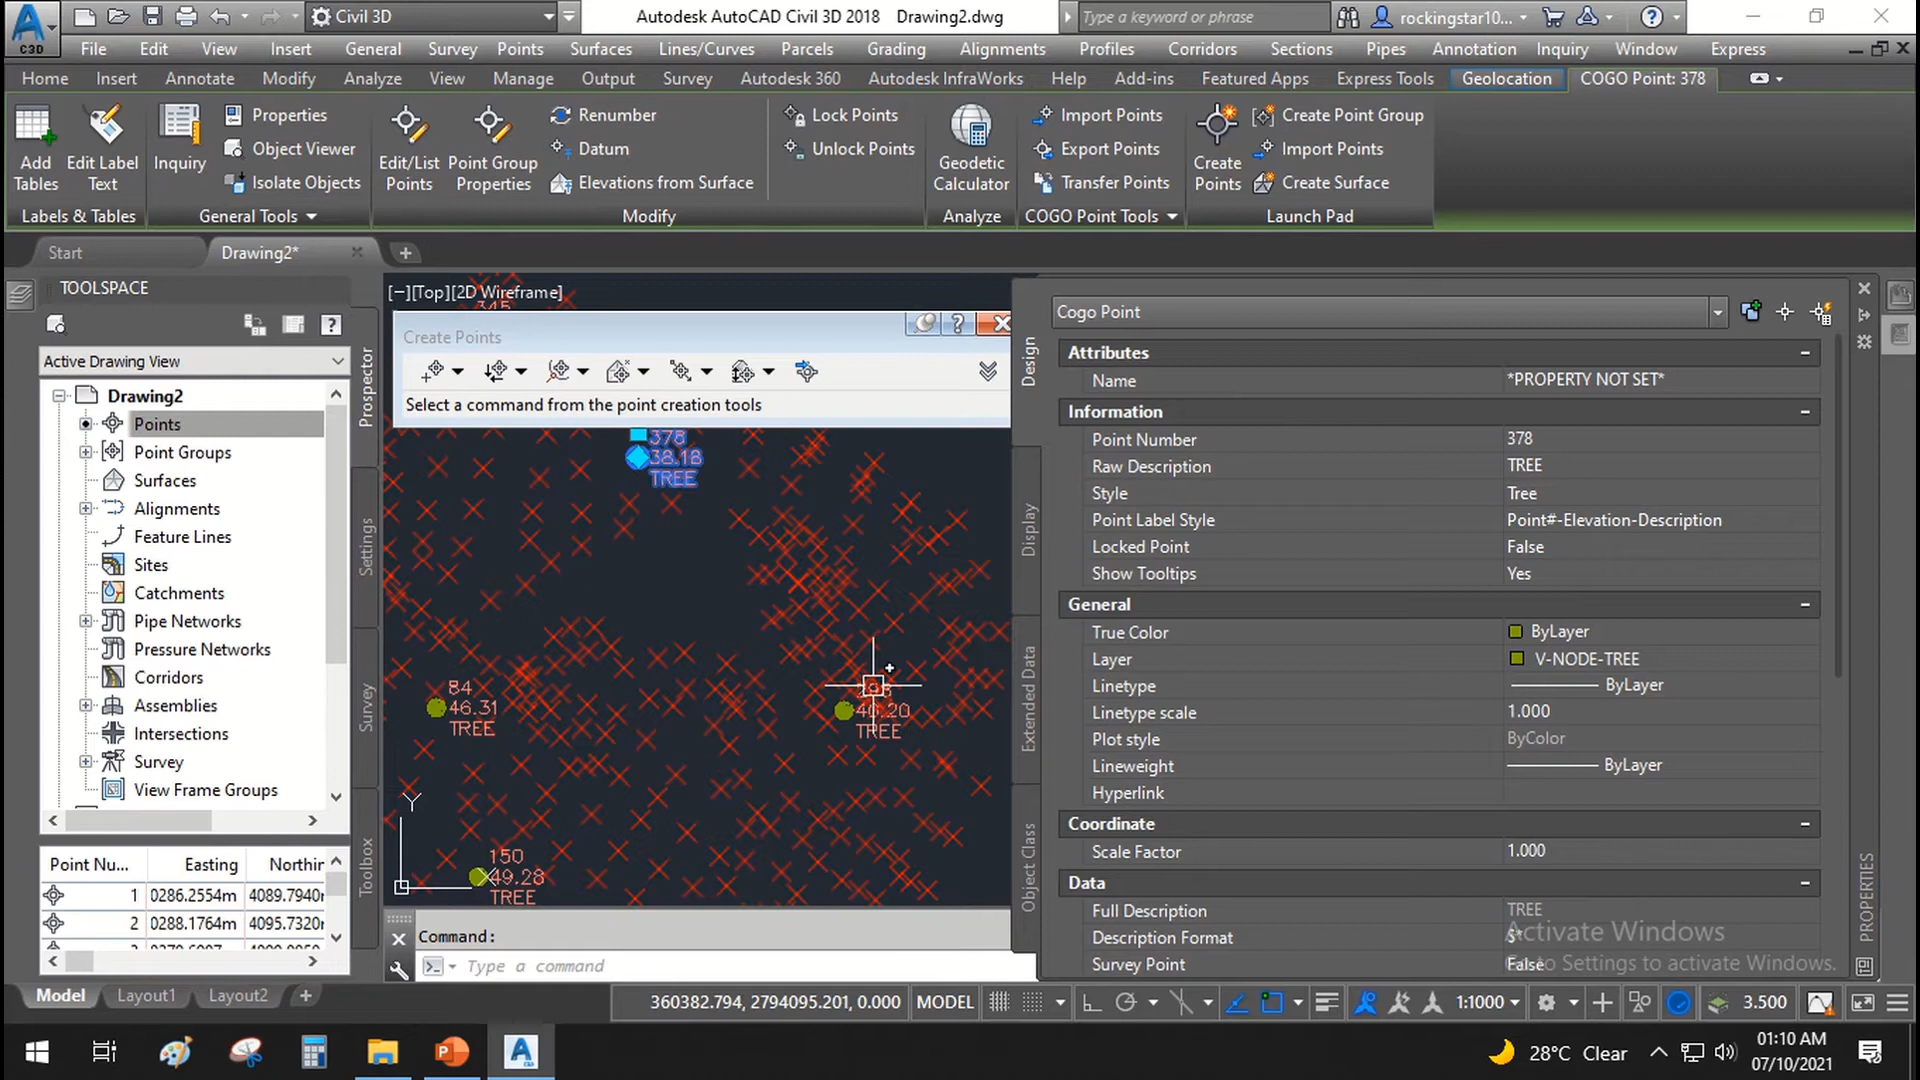 C3D
Civil 3D
Autodesk AutoCAD Civil 3D 2018 Drawing2.dwg
Type a keyword or phrase
rockingstar10...
File Edit View Insert General Survey Points Surfaces Lines/Curves Parcels Grading Alignments Profiles Corridors Sections Pipes Annotation Inquiry Window Express
Home Insert Annotate Modify Analyze View Manage Output Survey Autodesk 360 Autodesk InfraWorks Help Add-ins Featured Apps Express Tools Geolocation COGO Point: 378
Add Tables
Edit Label Text
Inquiry
Properties
Object Viewer
Isolate Objects
Edit/List Points
Point Group Properties
Renumber
Datum
Elevations from Surface
Lock Points
Unlock Points
Geodetic Calculator
Import Points
Export Points
Transfer Points
Create Points
Create Point Group
Import Points
Create Surface
Labels & Tables General Tools Modify Analyze COGO Point Tools Launch Pad
Start Drawing2*
TOOLSPACE
Active Drawing View
Drawing2
Points
Point Groups
Surfaces
Alignments
Feature Lines
Sites
Catchments
Pipe Networks
Pressure Networks
Corridors
Assemblies
Intersections
Survey
View Frame Groups
Prospector
Settings
Survey
Toolbox
Point Nu... Easting Northir
1 0286.2554m 4089.7940r
2 0288.1764m 4095.7320r
[−][Top][2D Wireframe]
345
Create Points
Select a command from the point creation tools
378
38.18
TREE
84
46.31
TREE
TREE
150
49.28
TREE
Y
X
Command:
Type a command
Design
Display
Extended Data
Object Class
Cogo Point
Attributes
Name *PROPERTY NOT SET*
Information
Point Number 378
Raw Description TREE
Style Tree
Point Label Style Point#-Elevation-Description
Locked Point False
Show Tooltips Yes
General
True Color ByLayer
Layer V-NODE-TREE
Linetype ByLayer
Linetype scale 1.000
Plot style ByColor
Lineweight ByLayer
Hyperlink
Coordinate
Scale Factor 1.000
Data
Full Description TREE
Description Format $*
Survey Point False
PROPERTIES
Activate Windows
Go to Settings to activate Windows.
Model Layout1 Layout2
360382.794, 2794095.201, 0.000 MODEL 1:1000 3.500
28°C Clear
01:10 AM
07/10/2021